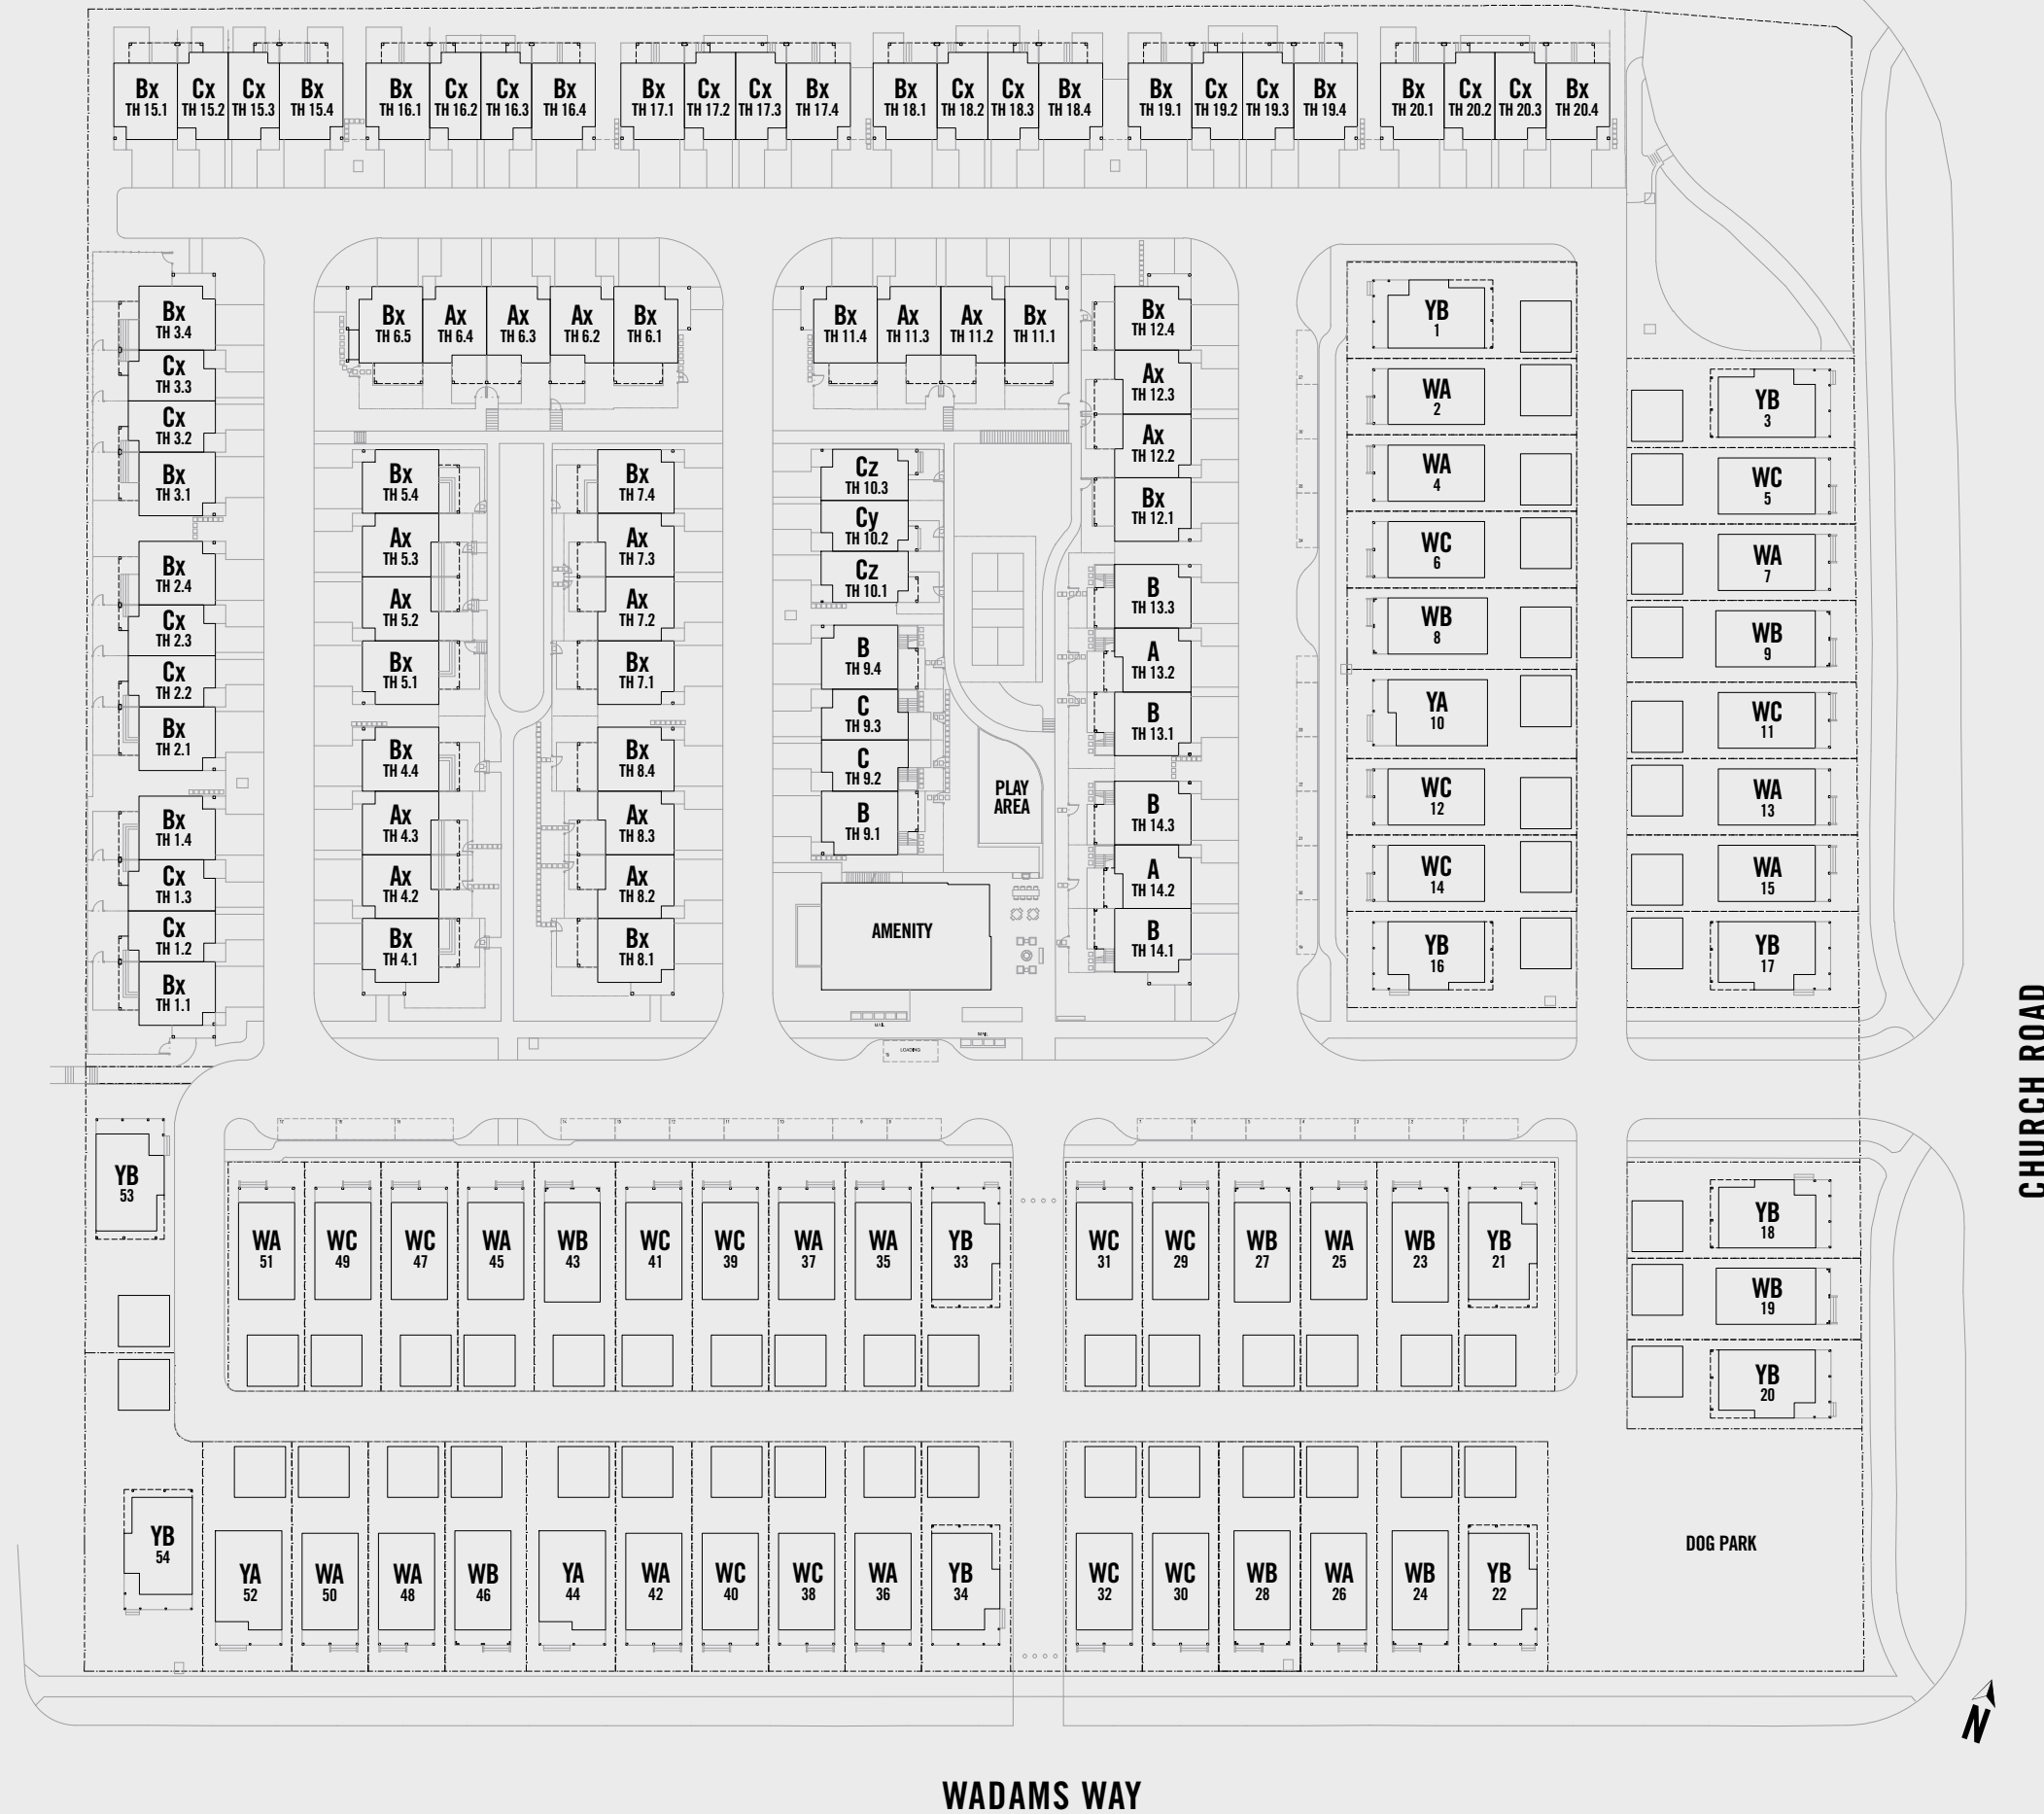 Bx Cx Cx Bx Bx Cx Cx Bx Bx Cx Cx Bx Bx Cx Cx Bx Bx Cx Cx Bx Bx Cx Cx Bx
TH 15.1 TH 15.2 TH 15.3 TH 15.4 TH 16.1 TH 16.2 TH 16.3 TH 16.4 TH 17.1 TH 17.2 TH 17.3 TH 17.4 TH 18.1 TH 18.2 TH 18.3 TH 18.4 TH 19.1 TH 19.2 TH 19.3 TH 19.4 TH 20.1 TH 20.2 TH 20.3 TH 20.4
Bx
TH 3.4
Cx
TH 3.3
Cx
TH 3.2
Bx
TH 3.1
Bx
TH 2.4
Cx
TH 2.3
Cx
TH 2.2
Bx
TH 2.1
Bx
TH 1.4
Cx
TH 1.3
Cx
TH 1.2
Bx
TH 1.1
Bx Ax Ax Ax Bx
TH 6.5 TH 6.4 TH 6.3 TH 6.2 TH 6.1
Bx
TH 5.4
Ax
TH 5.3
Ax
TH 5.2
Bx
TH 5.1
Bx
TH 4.4
Ax
TH 4.3
Ax
TH 4.2
Bx
TH 4.1
Bx
TH 7.4
Ax
TH 7.3
Ax
TH 7.2
Bx
TH 7.1
Bx
TH 8.4
Ax
TH 8.3
Ax
TH 8.2
Bx
TH 8.1
Bx Ax Ax Bx
TH 11.4 TH 11.3 TH 11.2 TH 11.1
Cz
TH 10.3
Cy
TH 10.2
Cz
TH 10.1
B
TH 9.4
C
TH 9.3
C
TH 9.2
B
TH 9.1
AMENITY
PLAY
AREA
MAIL
MAIL
LOADING
Bx
TH 12.4
Ax
TH 12.3
Ax
TH 12.2
Bx
TH 12.1
B
TH 13.3
A
TH 13.2
B
TH 13.1
B
TH 14.3
A
TH 14.2
B
TH 14.1
YB
1
WA
2
WA
4
WC
6
WB
8
YA
10
WC
12
WC
14
YB
16
YB
3
WC
5
WA
7
WB
9
WC
11
WA
13
WA
15
YB
17
CHURCH ROAD
YB
53
WA WC WC WA WB WC WC WA WA YB WC WC WB WA WB YB
51 49 47 45 43 41 39 37 35 33 31 29 27 25 23 21
YB
18
WB
19
YB
20
YB
54
YA WA WA WB YA WA WC WC WA YB WC WC WB WA WB YB
52 50 48 46 44 42 40 38 36 34 32 30 28 26 24 22
DOG PARK
N
WADAMS WAY